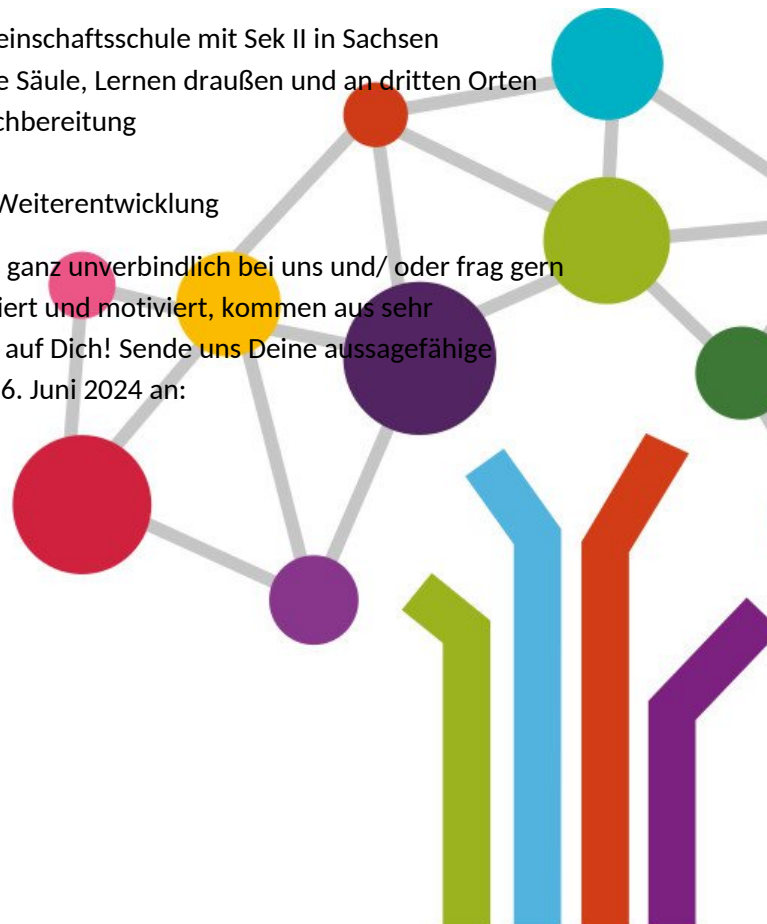 einschaftsschule mit Sek II in Sachsen
e Säule, Lernen draußen und an dritten Orten
chbereitung
Weiterentwicklung
ganz unverbindlich bei uns und/ oder frag gern
iert und motiviert, kommen aus sehr
auf Dich! Sende uns Deine aussagefähige
6. Juni 2024 an: